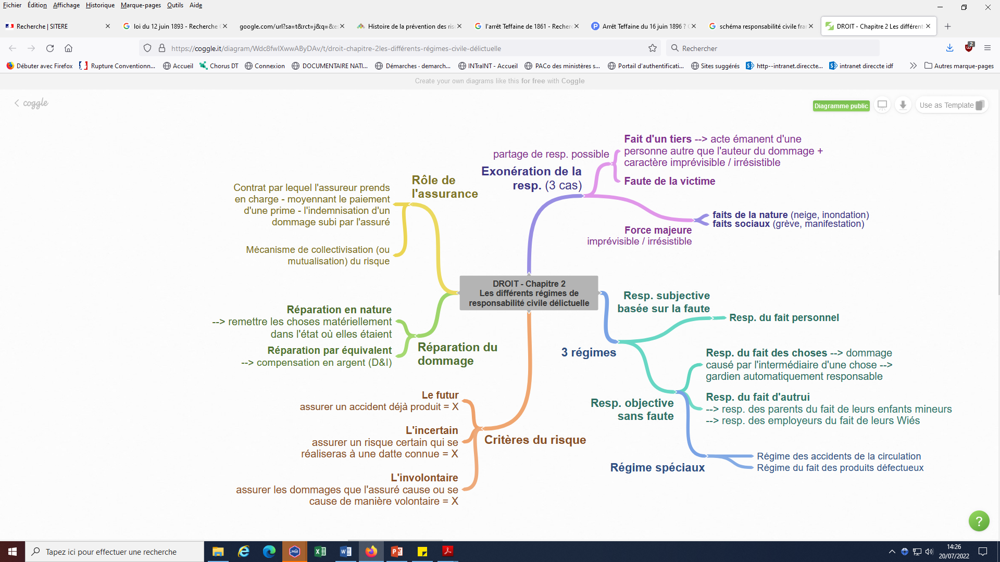 Fichier Édition Affichage Historique Marque-pages Outils Aide
Recherche | SITERE
loi du 12 juin 1893 - Recherche
google.com/url?sa=t&rct=j&q=&es
Histoire de la prévention des ris
l'arrêt Teffaine de 1861 - Recher
Arrêt Teffaine du 16 juin 1896 ?
schéma responsabilité civile fran
DROIT - Chapitre 2 Les différent
https://coggle.it/diagram/Wdc8fwIXwwAByDAv/t/droit-chapitre-2les-différents-régimes-civile-délictuelle
Rechercher
2
Débuter avec Firefox
Rupture Conventionn...
Accueil
Chorus DT
Connexion
DOCUMENTAIRE NATI...
Démarches · demarch...
INTraINT - Accueil
PACo des ministères s...
Portail d'authentificati...
Sites suggérés
http--intranet.direccte...
intranet direccte idf
Autres marque-pages
Create your own diagrams like this for free with Coggle
coggle
Diagramme public
Use as Template
Fait d'un tiers --> acte émanent d'une
personne autre que l'auteur du dommage +
caractère imprévisible / irrésistible
partage de resp. possible
Faute de la victime
Exonération de la
resp. (3 cas)
faits de la nature (neige, inondation)
faits sociaux (grève, manifestation)
Force majeure
imprévisible / irrésistible
Rôle de
l'assurance
Contrat par lequel l'assureur prends
en charge - moyennant le paiement
d'une prime - l'indemnisation d'un
dommage subi par l'assuré
Mécanisme de collectivisation (ou
mutualisation) du risque
DROIT - Chapitre 2
Les différents régimes de
responsabilité civile délictuelle
Resp. subjective
basée sur la faute
Resp. du fait personnel
3 régimes
Resp. du fait des choses --> dommage
causé par l'intermédiaire d'une chose -->
gardien automatiquement responsable
Resp. du fait d'autrui
--> resp. des parents du fait de leurs enfants mineurs
--> resp. des employeurs du fait de leurs Wiés
Resp. objective
sans faute
Régime spéciaux
Régime des accidents de la circulation
Régime du fait des produits défectueux
Réparation en nature
--> remettre les choses matériellement
dans l'état où elles étaient
Réparation par équivalent
--> compensation en argent (D&I)
Réparation du
dommage
Le futur
assurer un accident déjà produit = X
L'incertain
assurer un risque certain qui se
réaliseras à une datte connue = X
L'involontaire
assurer les dommages que l'assuré cause ou se
cause de manière volontaire = X
Critères du risque
?
Tapez ici pour effectuer une recherche
14:26
20/07/2022